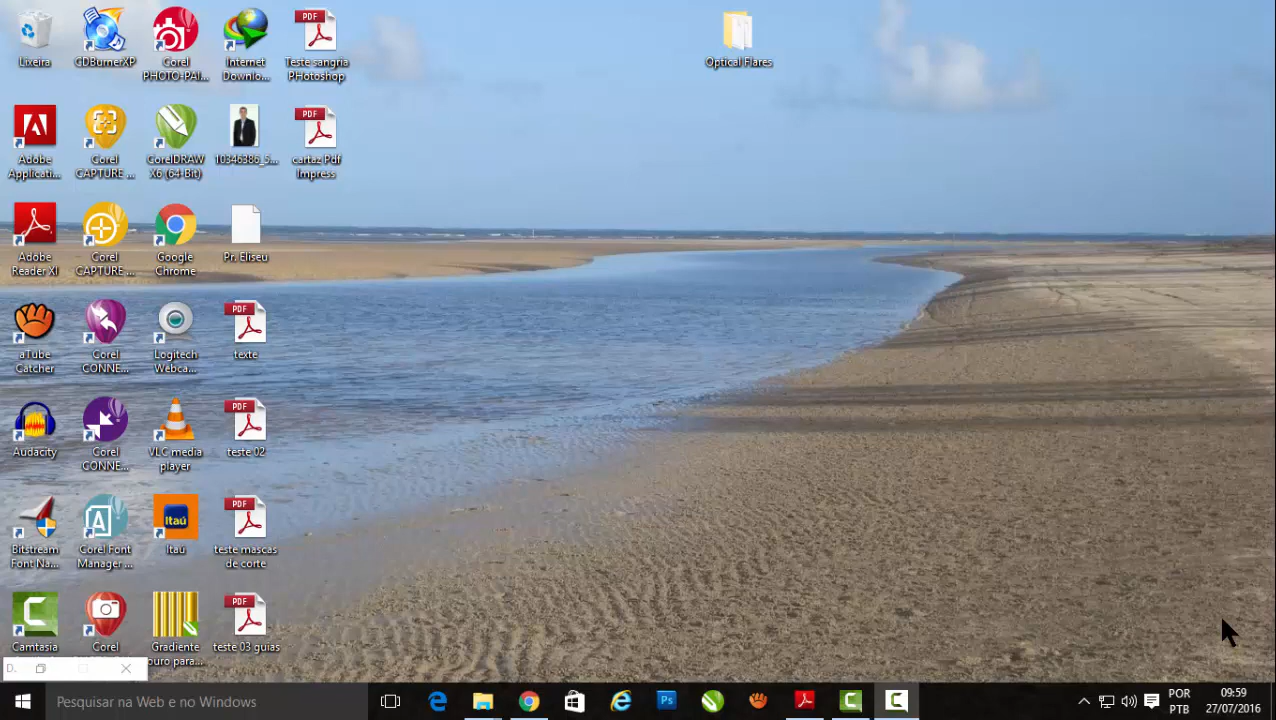 Lixeira
CDBurnerXP
Corel
PHOTO-PAI...
Internet
Downlo...
PDF
Teste sangria
PHotoshop
Optical Flares
Adobe
Applicati...
Corel
CAPTURE ...
CorelDRAW
X6 (64-Bit)
10346386_5...
PDF
cartaz Pdf
Impress
Adobe
Reader XI
Corel
CAPTURE ...
Google
Chrome
Pr. Eliseu
aTube
Catcher
Corel
CONNE...
Logitech
Webca...
PDF
texte
Audacity
Corel
CONNE...
VLC media
player
PDF
teste 02
Bitstream
Font Na...
Corel Font
Manager ...
Itaú
Itaú
PDF
teste mascas
de corte
Camtasia
Corel
Gradiente
ouro para...
PDF
teste 03 guias
D.
Pesquisar na Web e no Windows
Ps
POR
PTB
09:59
27/07/2016